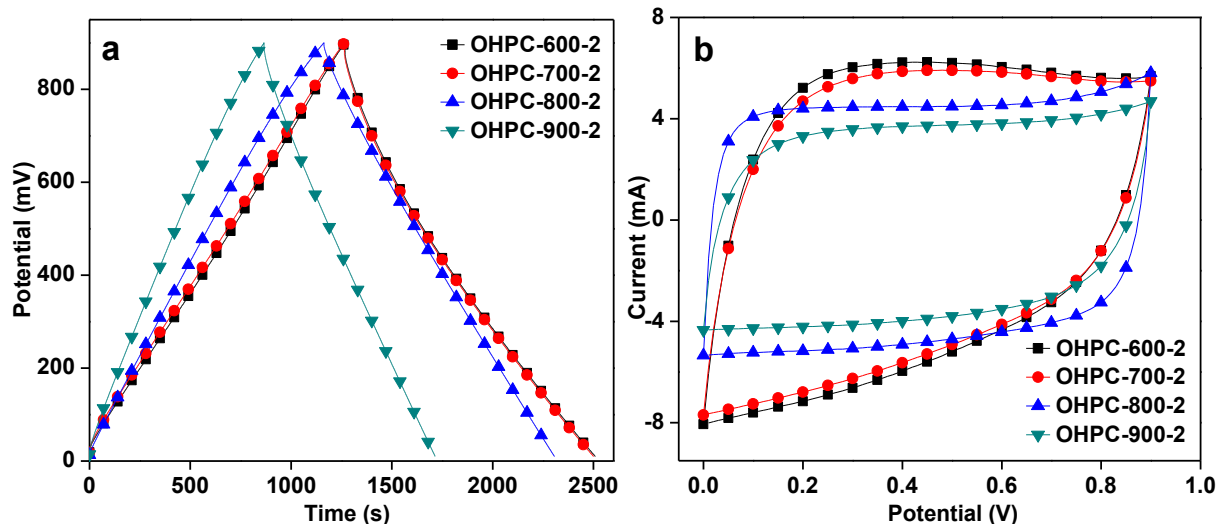 a
OHPC-600-2
OHPC-700-2
OHPC-800-2
OHPC-900-2
800
600
400
200
0
Potential (mV)
0 500 1000 1500 2000 2500
Time (s)
b
8
4
0
-4
-8
Current (mA)
OHPC-600-2
OHPC-700-2
OHPC-800-2
OHPC-900-2
0.0 0.2 0.4 0.6 0.8 1.0
Potential (V)